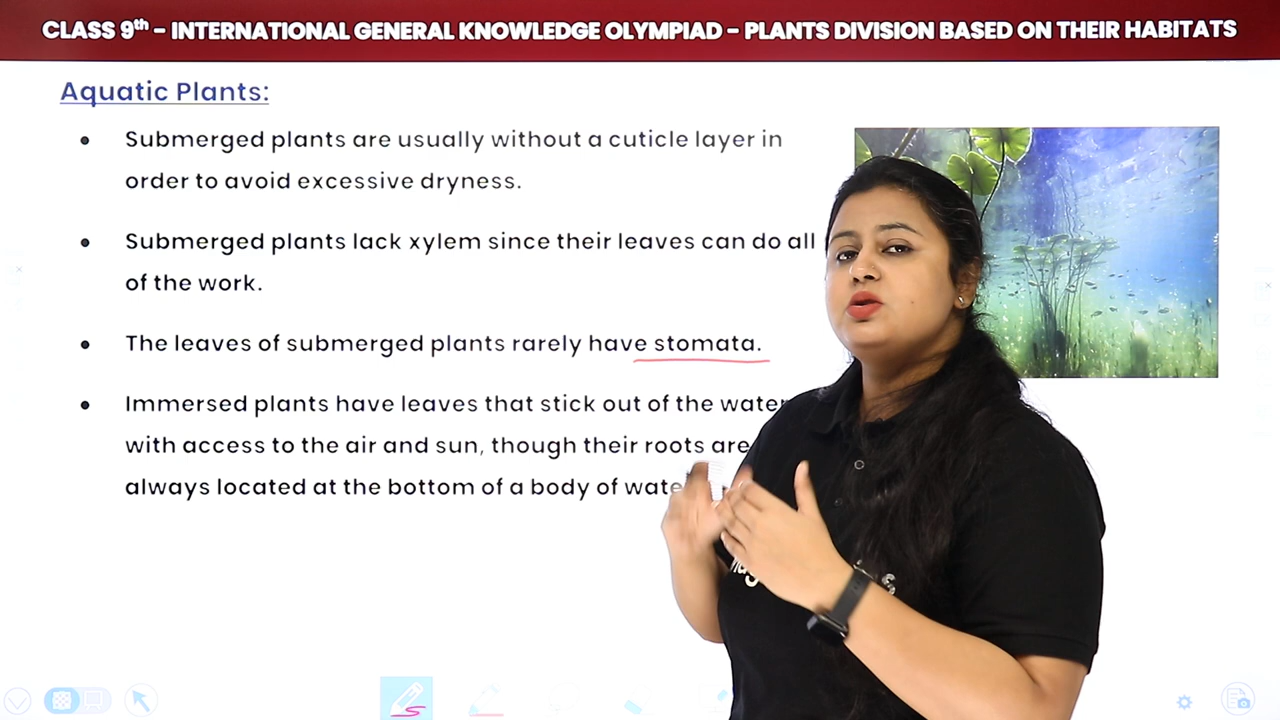 CLASS 9th - INTERNATIONAL GENERAL KNOWLEDGE OLYMPIAD - PLANTS DIVISION BASED ON THEIR HABITATS
Aquatic Plants:
• Submerged plants are usually without a cuticle layer in
order to avoid excessive dryness.
• Submerged plants lack xylem since their leaves can do all
of the work.
• The leaves of submerged plants rarely have stomata.
• Immersed plants have leaves that stick out of the water
with access to the air and sun, though their roots are
always located at the bottom of a body of wate